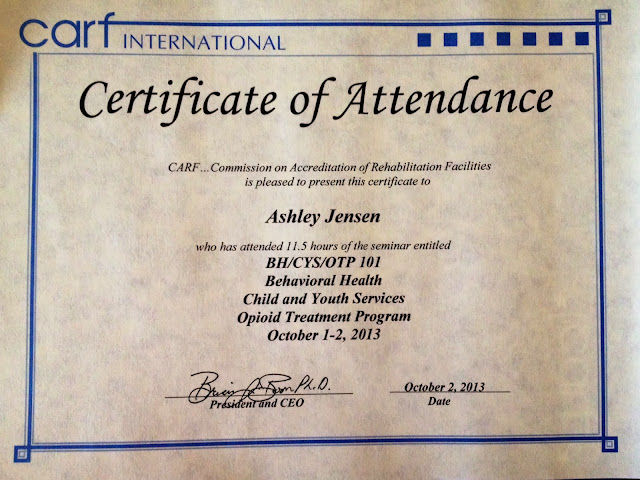 carf INTERNATIONAL
Certificate of Attendance
CARF...Commission on Accreditation of Rehabilitation Facilities
is pleased to present this certificate to
Ashley Jensen
who has attended 11.5 hours of the seminar entitled
BH/CYS/OTP 101
Behavioral Health
Child and Youth Services
Opioid Treatment Program
October 1-2, 2013
Ph.D.
October 2, 2013
President and CEO
Date